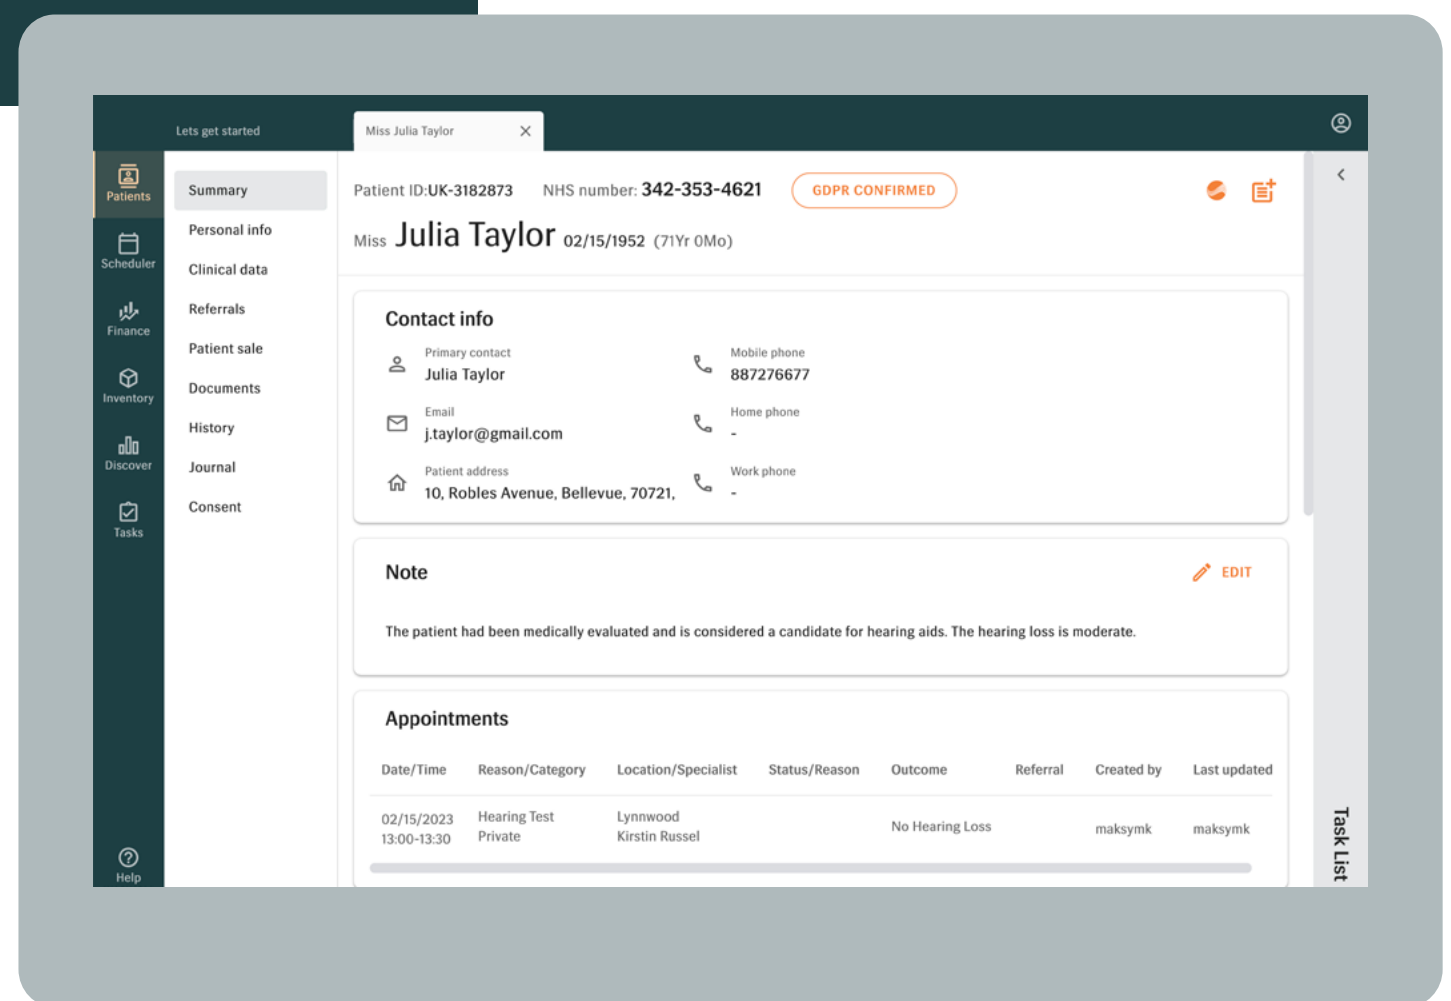 Lets get started
Miss Julia Taylor
Patients
Scheduler
Finance
Inventory
Discover
Tasks
Help
Summary
Personal info
Clinical data
Referrals
Patient sale
Documents
History
Journal
Consent
Patient ID:UK-3182873 NHS number: 342-353-4621 GDPR CONFIRMED
Miss Julia Taylor 02/15/1952 (71Yr 0Mo)
Contact info
Primary contact
Julia Taylor
Mobile phone
887276677
Email
j.taylor@gmail.com
Home phone
-
Patient address
10, Robles Avenue, Bellevue, 70721,
Work phone
-
Note
EDIT
The patient had been medically evaluated and is considered a candidate for hearing aids. The hearing loss is moderate.
Appointments
Date/Time Reason/Category Location/Specialist Status/Reason Outcome Referral Created by Last updated
02/15/2023
13:00-13:30
Hearing Test
Private
Lynnwood
Kirstin Russel
No Hearing Loss
maksymk
maksymk
Task List